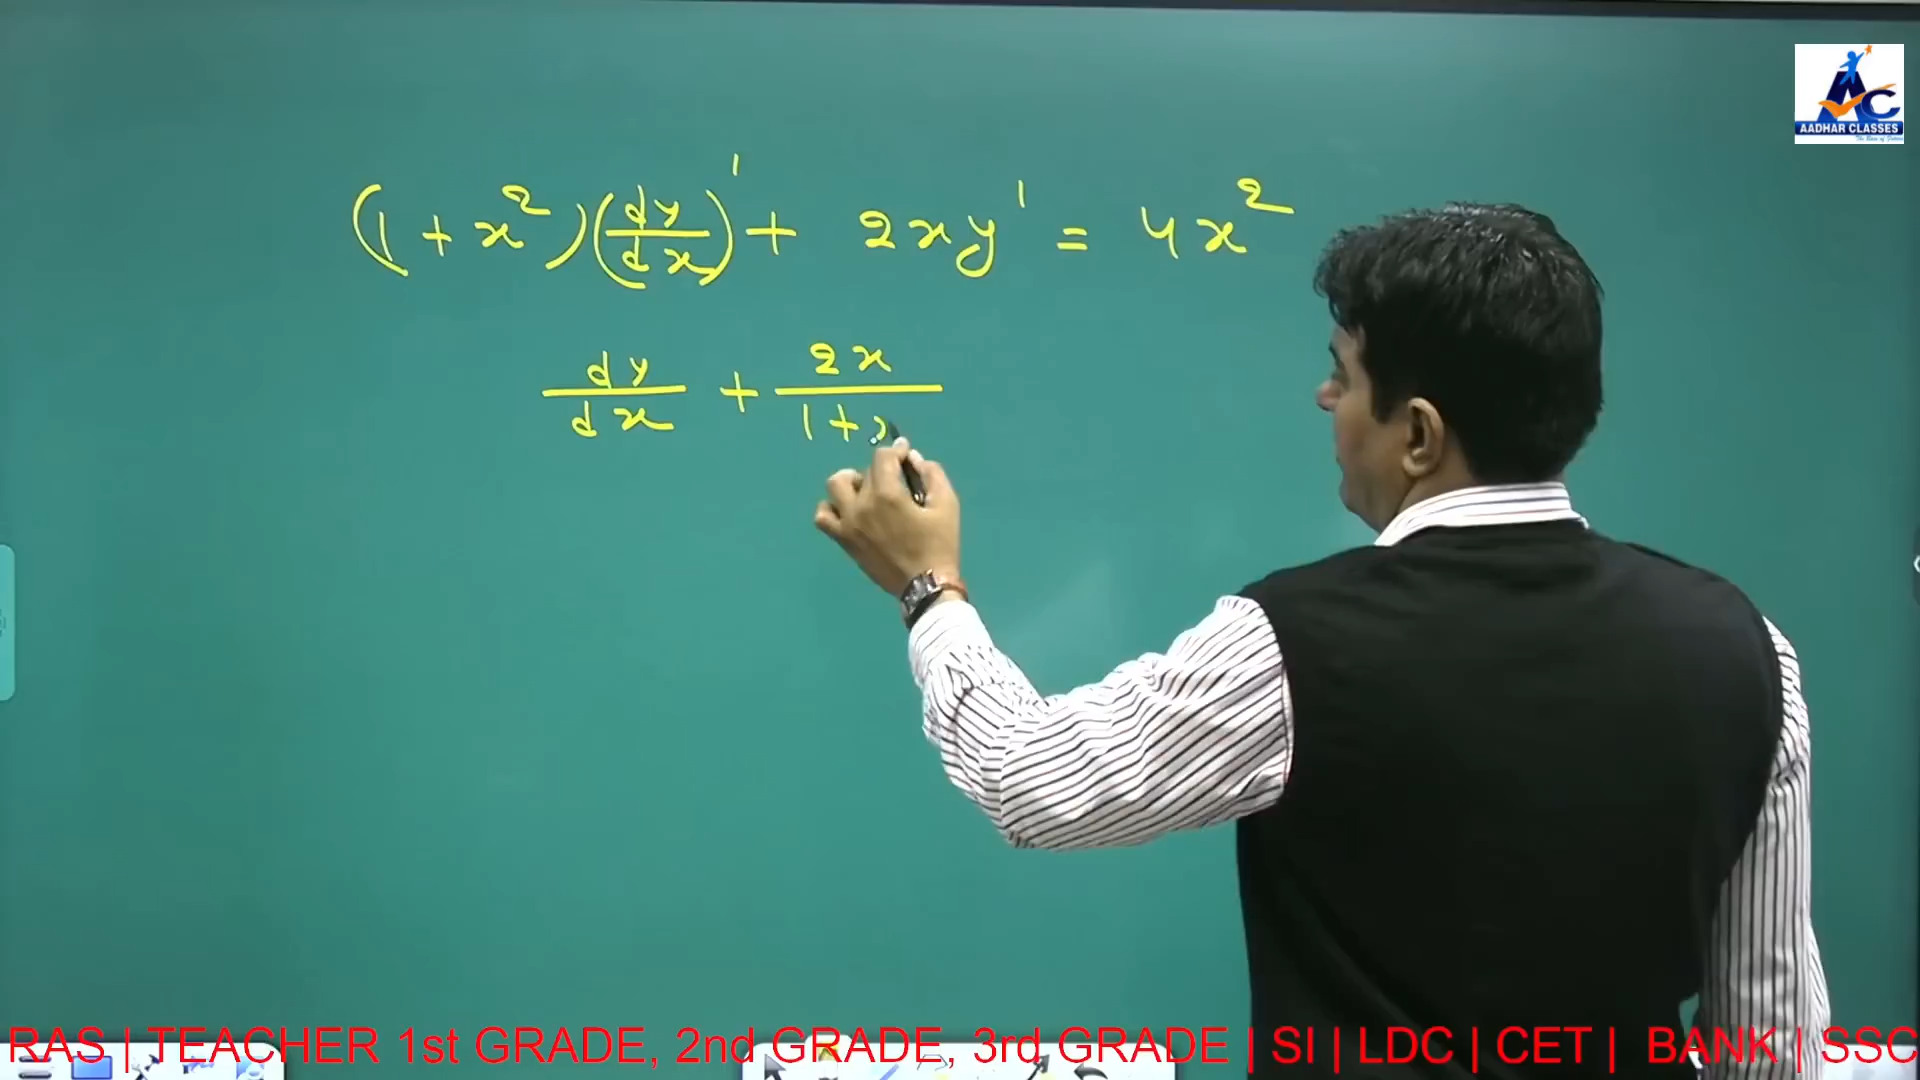 AADHAR CLASSES
(1 + x²)(dy/dx)¹ + 2xy¹ = 4x²
dy/dx + 2x/1+x
RAS | TEACHER 1st GRADE, 2nd GRADE, 3rd GRADE | SI | LDC | CET | BANK | SSC